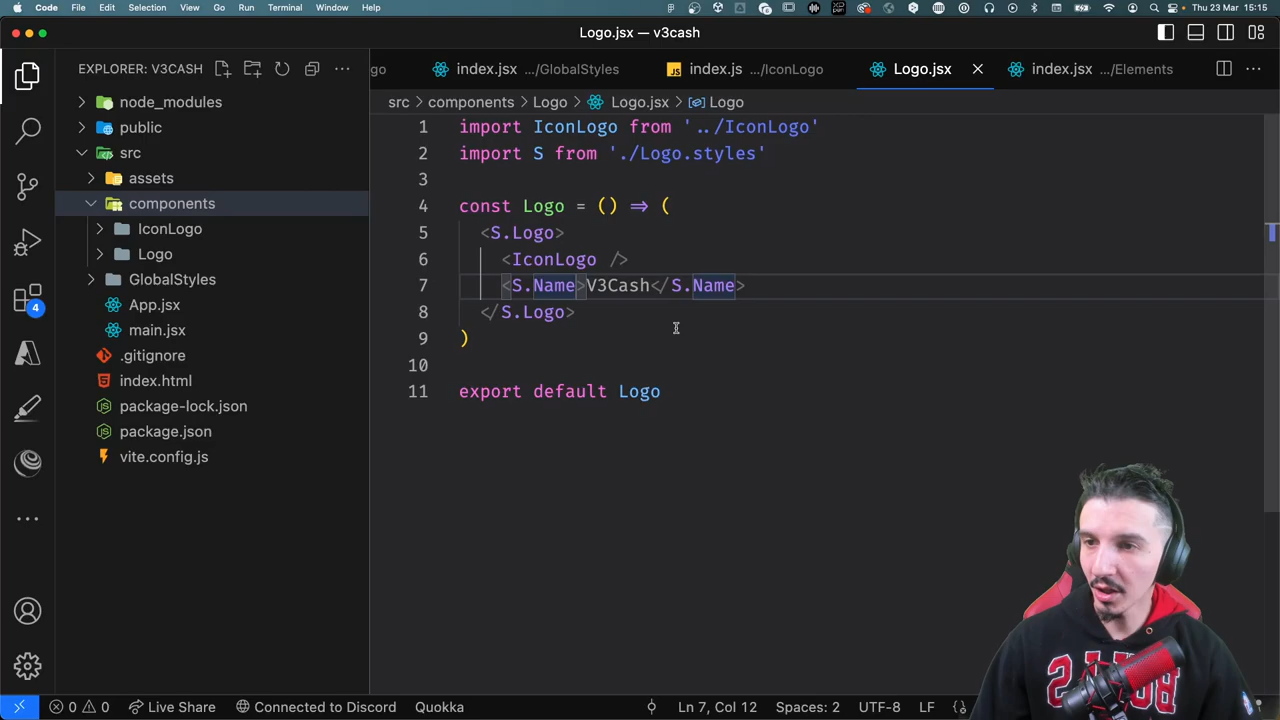 Code File Edit Selection View Go Run Terminal Window Help Thu 23 Mar 15:15
Logo.jsx — v3cash
EXPLORER: V3CASH
go index.jsx .../GlobalStyles JS index.js .../IconLogo Logo.jsx index.jsx .../Elements
src components Logo Logo.jsx Logo
node_modules
public
src
assets
components
IconLogo
Logo
GlobalStyles
App.jsx
main.jsx
.gitignore
index.html
package-lock.json
package.json
vite.config.js
4
1 import IconLogo from '../IconLogo'
2 import S from './Logo.styles'
3
4 const Logo = () => (
5 <S.Logo>
6 <IconLogo />
7 <S.Name>V3Cash</S.Name>
8 </S.Logo>
9 )
10
11 export default Logo
0 0 Live Share Connected to Discord Quokka Ln 7, Col 12 Spaces: 2 UTF-8 LF {}